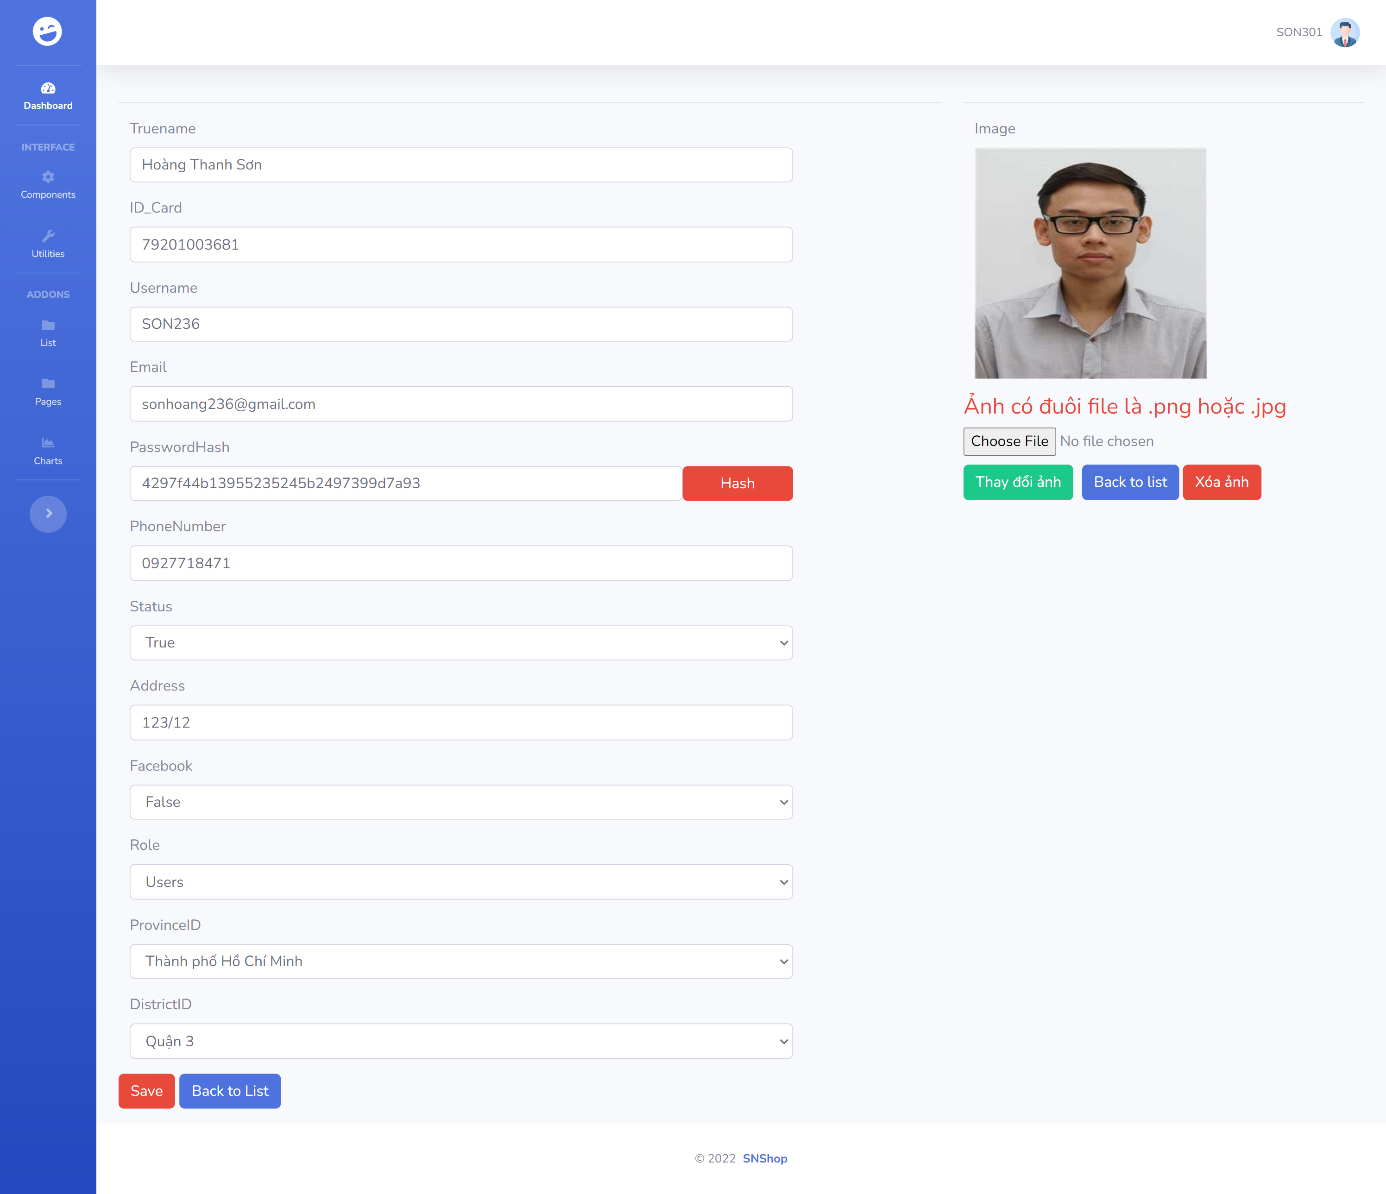 SON301
Dashboard
INTERFACE
Components
Utilities
ADDONS
List
Pages
Charts
Truename
Hoàng Thanh Sơn
ID_Card
79201003681
Username
SON236
Email
sonhoang236@gmail.com
PasswordHash
4297f44b13955235245b2497399d7a93 Hash
PhoneNumber
0927718471
Status
True
Address
123/12
Facebook
False
Role
Users
ProvinceID
Thành phố Hồ Chí Minh
DistrictID
Quận 3
Save Back to List
Image
Ảnh có đuôi file là .png hoặc .jpg
Choose File No file chosen
Thay đổi ảnh Back to list Xóa ảnh
© 2022 SNShop